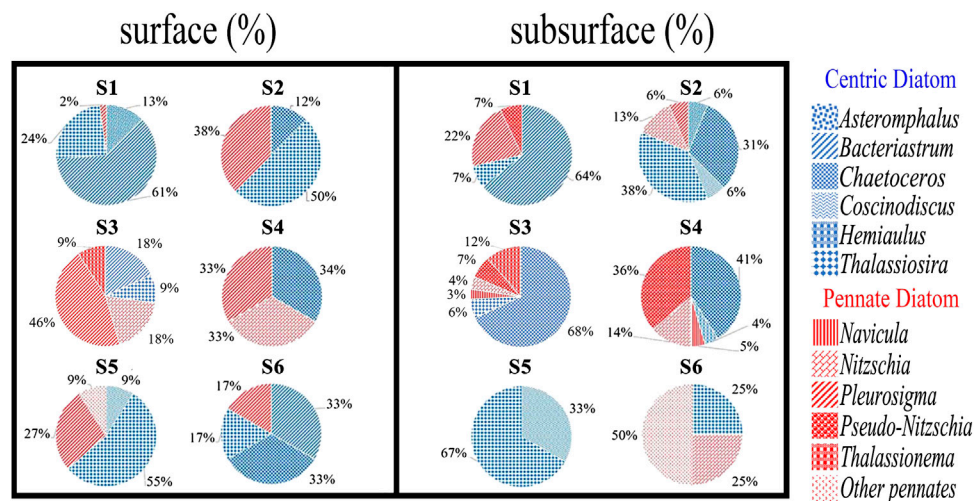 surface (%)
subsurface (%)
S1
2%
13%
24%
61%
S2
12%
38%
50%
S3
9%
18%
9%
46%
18%
S4
33%
34%
33%
S5
9%
9%
27%
55%
S6
17%
33%
17%
33%
S1
7%
22%
7%
64%
S2
6%
6%
13%
31%
38%
6%
S3
12%
7%
4%
3%
6%
68%
S4
36%
41%
4%
14%
5%
S5
33%
67%
S6
25%
50%
25%
Centric Diatom
Asteromphalus
Bacteriastrum
Chaetoceros
Coscinodiscus
Hemiaulus
Thalassiosira
Pennate Diatom
Navicula
Nitzschia
Pleurosigma
Pseudo-Nitzschia
Thalassionema
Other pennates